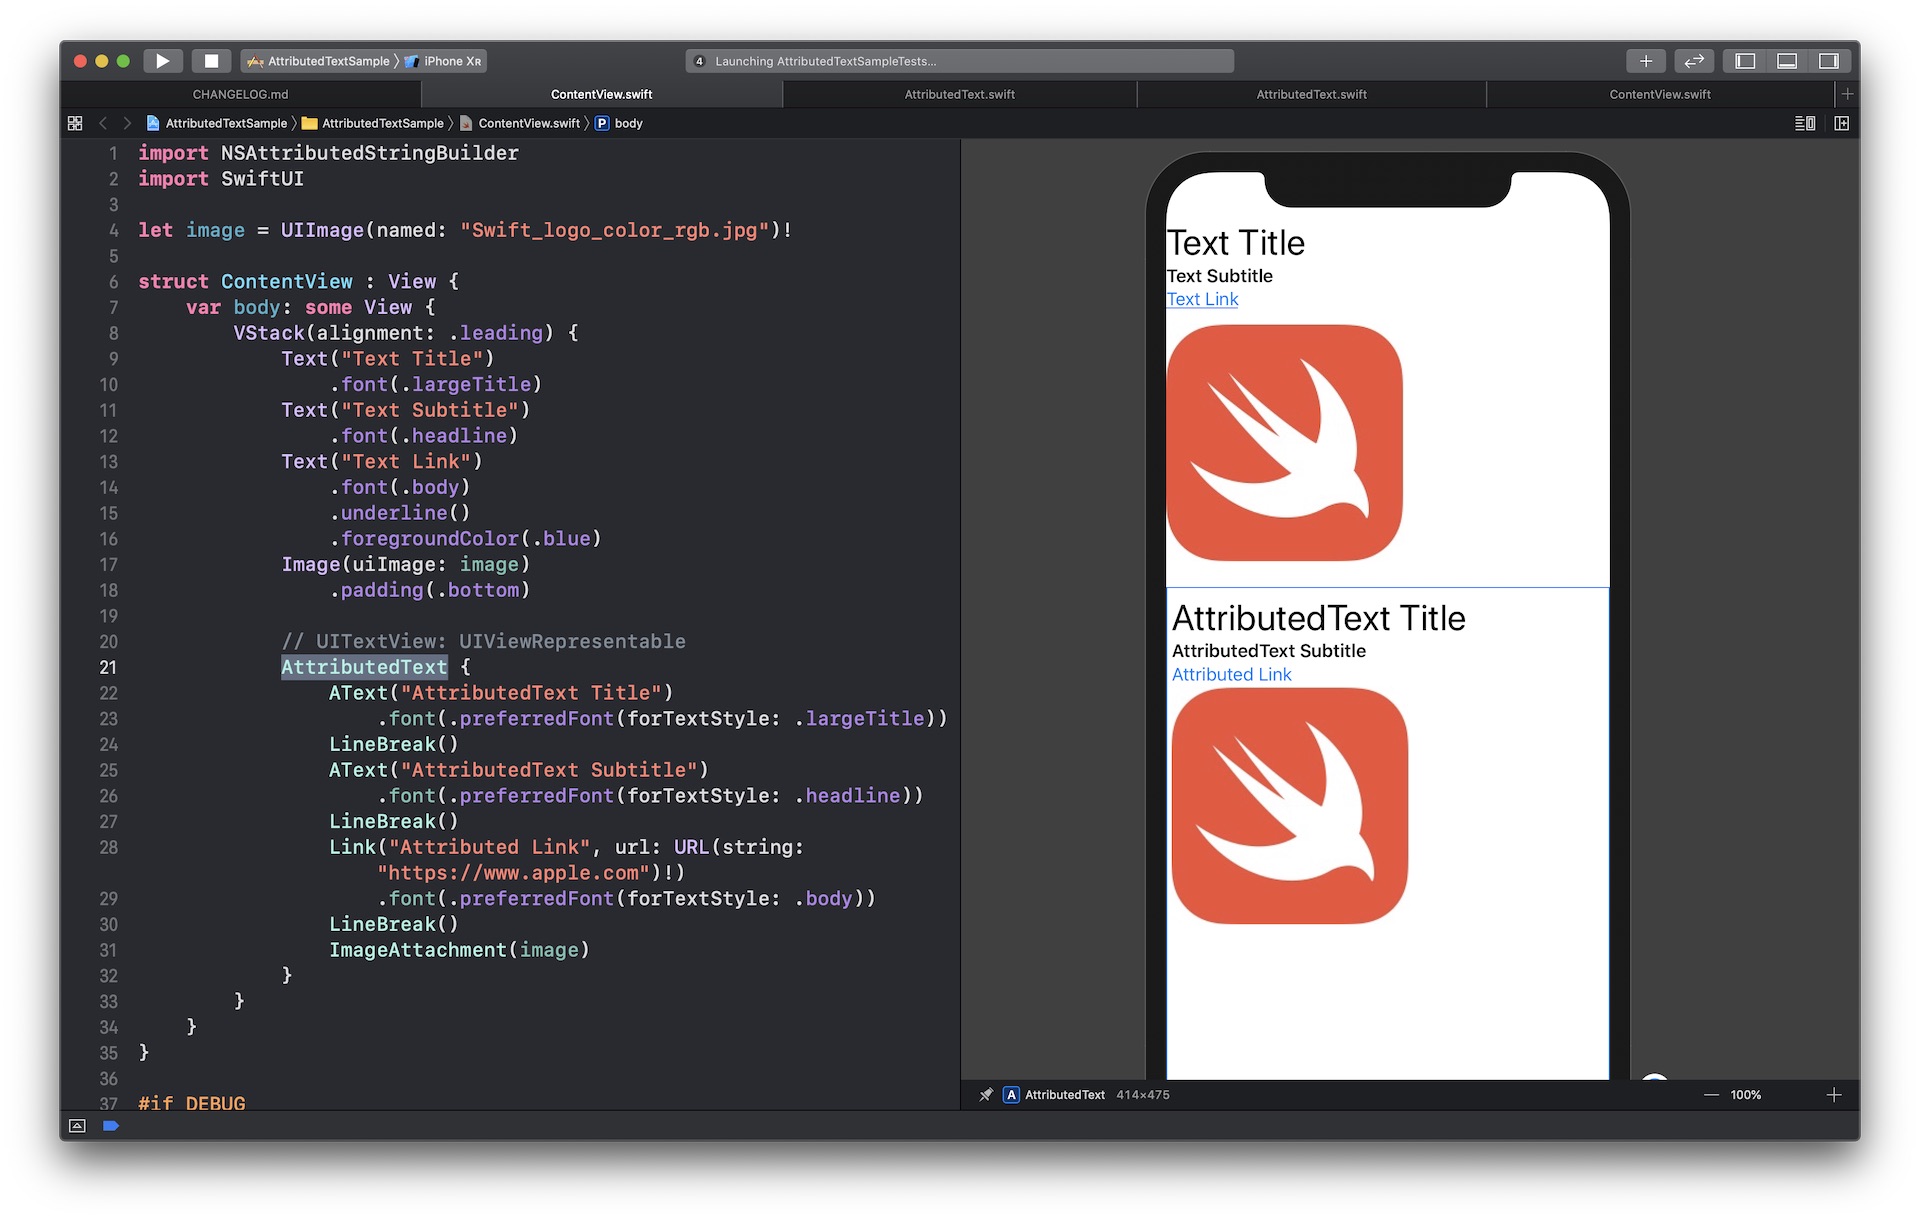 AttributedTextSample 〉 iPhone XR
4 Launching AttributedTextSampleTests...
CHANGELOG.md
ContentView.swift
AttributedText.swift
AttributedText.swift
ContentView.swift
AttributedTextSample 〉 AttributedTextSample 〉 ContentView.swift 〉 P body
1 import NSAttributedStringBuilder
2 import SwiftUI
3
4 let image = UIImage(named: "Swift_logo_color_rgb.jpg")!
5
6 struct ContentView : View {
7     var body: some View {
8         VStack(alignment: .leading) {
9             Text("Text Title")
10                 .font(.largeTitle)
11             Text("Text Subtitle")
12                 .font(.headline)
13             Text("Text Link")
14                 .font(.body)
15                 .underline()
16                 .foregroundColor(.blue)
17             Image(uiImage: image)
18                 .padding(.bottom)
19
20             // UITextView: UIViewRepresentable
21             AttributedText {
22                 AText("AttributedText Title")
23                     .font(.preferredFont(forTextStyle: .largeTitle))
24                 LineBreak()
25                 AText("AttributedText Subtitle")
26                     .font(.preferredFont(forTextStyle: .headline))
27                 LineBreak()
28                 Link("Attributed Link", url: URL(string:
                    "https://www.apple.com")!)
29                     .font(.preferredFont(forTextStyle: .body))
30                 LineBreak()
31                 ImageAttachment(image)
32             }
33         }
34     }
35 }
36
37 #if DEBUG
Text Title
Text Subtitle
Text Link
AttributedText Title
AttributedText Subtitle
Attributed Link
A AttributedText 414×475
100%